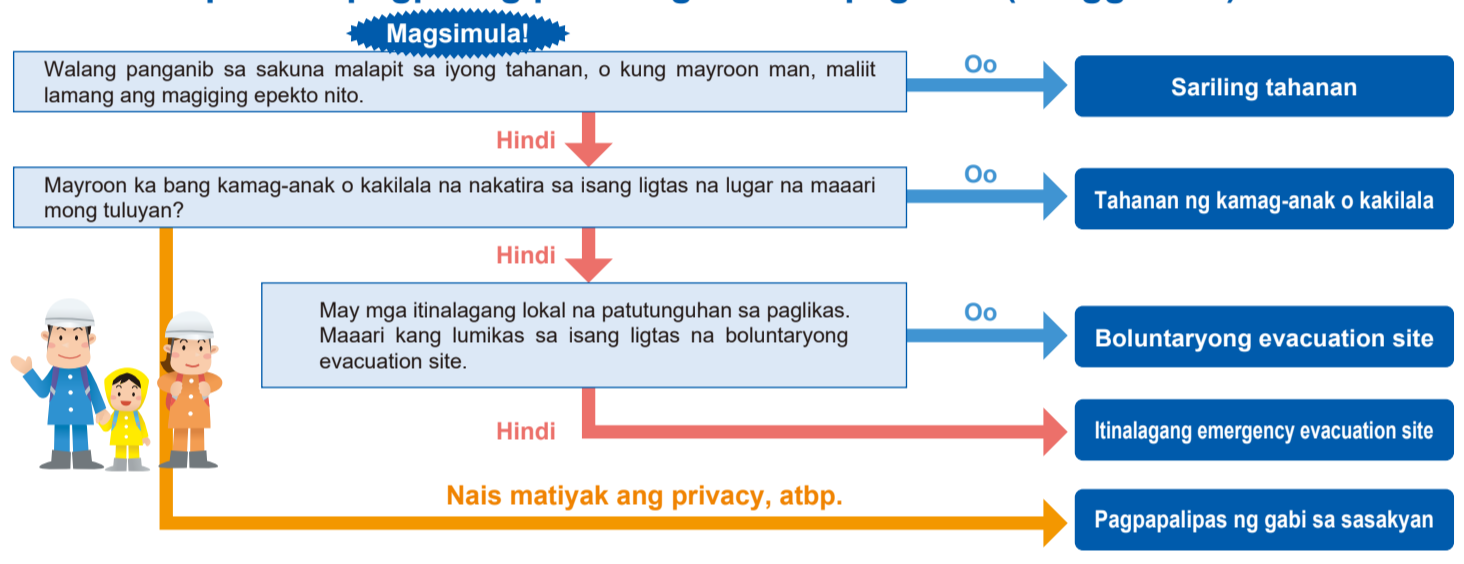 Magsimula!
Walang panganib sa sakuna malapit sa iyong tahanan, o kung mayroon man, maliit
lamang ang magiging epekto nito.
Oo
Sariling tahanan
Hindi
Mayroon ka bang kamag-anak o kakilala na nakatira sa isang ligtas na lugar na maaari
mong tuluyan?
Oo
Tahanan ng kamag-anak o kakilala
Hindi
May mga itinalagang lokal na patutunguhan sa paglikas.
Maaari kang lumikas sa isang ligtas na boluntaryong
evacuation site.
Oo
Boluntaryong evacuation site
Hindi
Itinalagang emergency evacuation site
Nais matiyak ang privacy, atbp.
Pagpapalipas ng gabi sa sasakyan